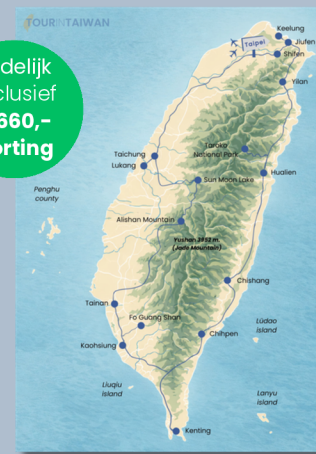 TOURINTAIWAN
Keelung
Taipei
Jiufen
Shifen
Yilan
delijk
clusief
660,-
orting
Taichung
Lukang
Taroko
National Park
Hualien
Sun Moon Lake
Penghu
county
Alishan Mountain
Yushan 3952 m.
(Jade Mountain)
Chishang
Tainan
Fo Guang Shan
Lüdao
island
Chihpen
Kaohsiung
Liuqiu
island
Lanyu
island
Kenting